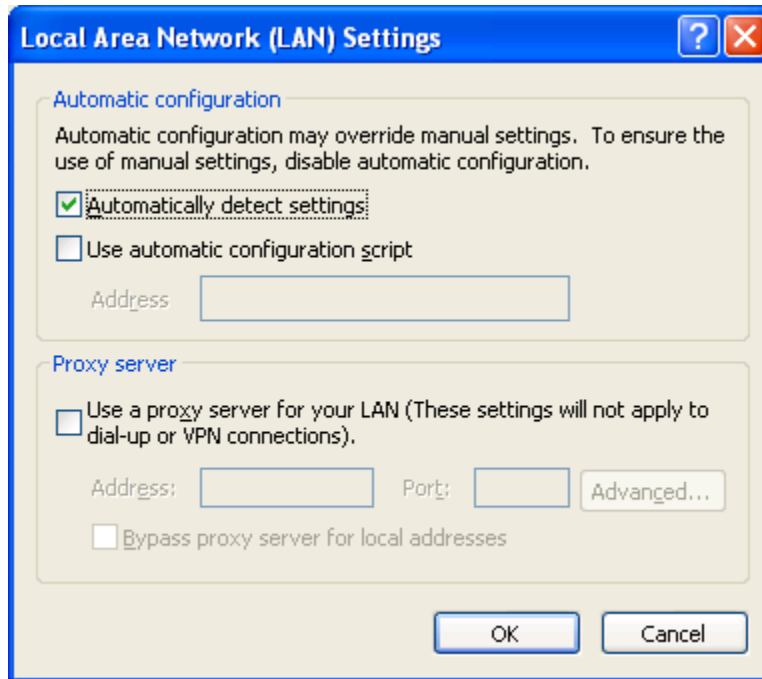 Local Area Network (LAN) Settings
Automatic configuration
Automatic configuration may override manual settings. To ensure the
use of manual settings, disable automatic configuration.
Automatically detect settings
Use automatic configuration script
Address
Proxy server
Use a proxy server for your LAN (These settings will not apply to
dial-up or VPN connections).
Address: Port: Advanced...
Bypass proxy server for local addresses
OK Cancel